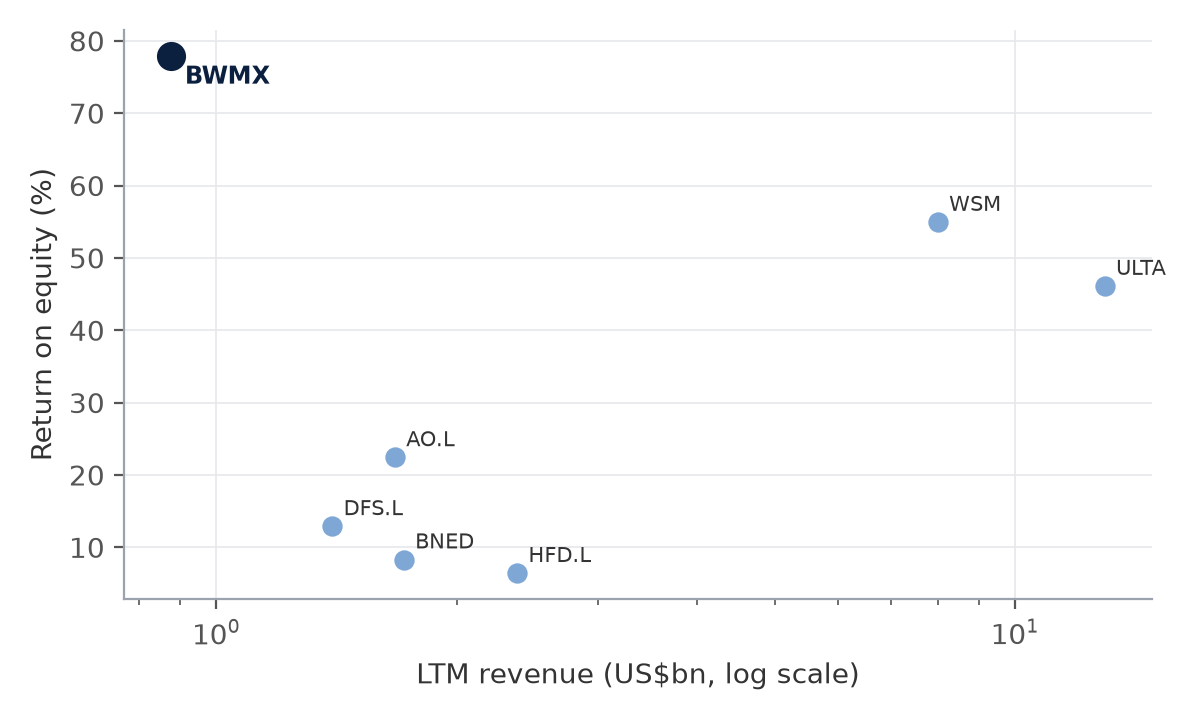 80
BWMX
70
60
WSM
50
ULTA
40
30
AO.L
20
DFS.L
BNED
HFD.L
10
Return on equity (%)
10⁰
10¹
LTM revenue (US$bn, log scale)